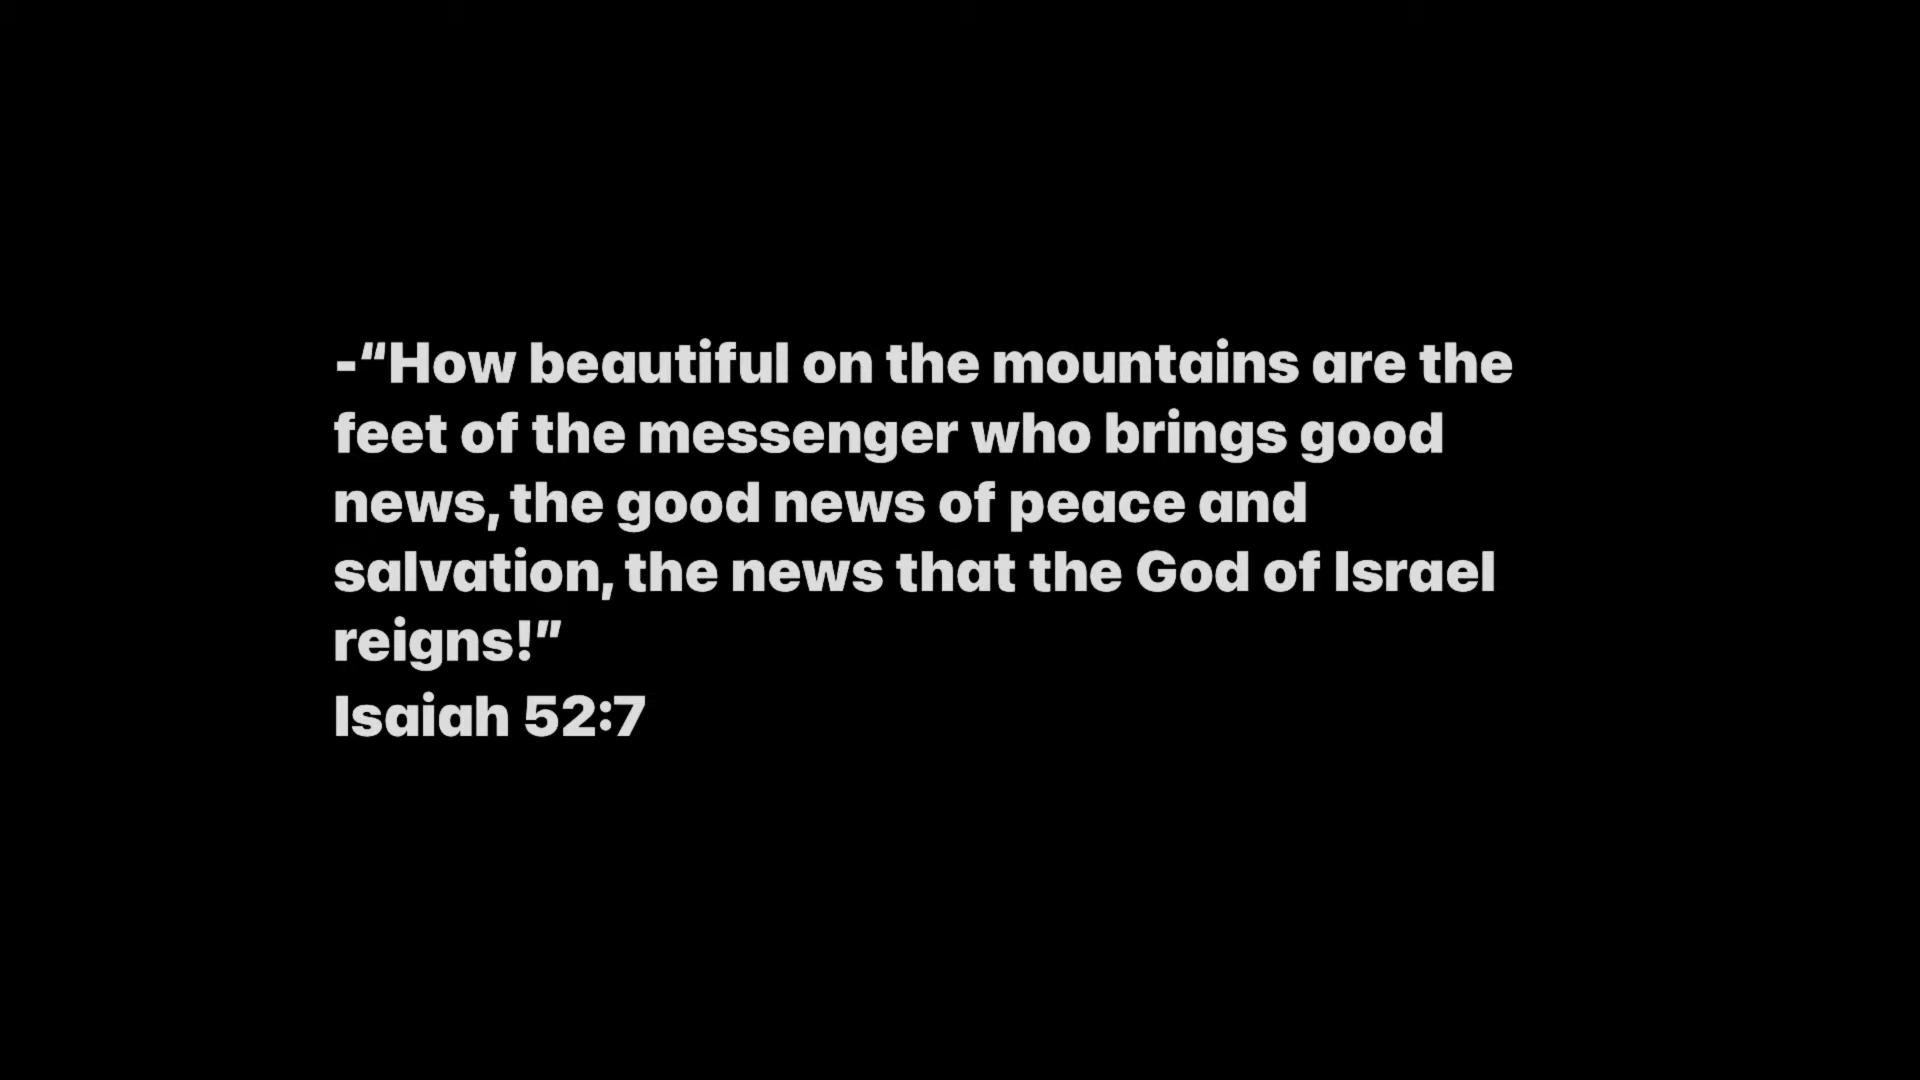 -“How beautiful on the mountains are the
feet of the messenger who brings good
news, the good news of peace and
salvation, the news that the God of Israel
reigns!”
Isaiah 52:7